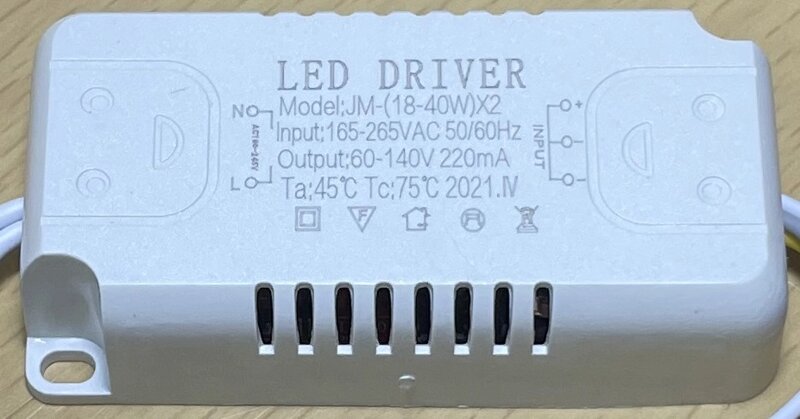 LED DRIVER
Model:JM-(18-40W)X2
Input:165-265VAC 50/60Hz
Output:60-140V 220mA
Ta:45℃ Tc:75℃ 2021.Ⅳ
N
L
INPUT
+
-
-
F